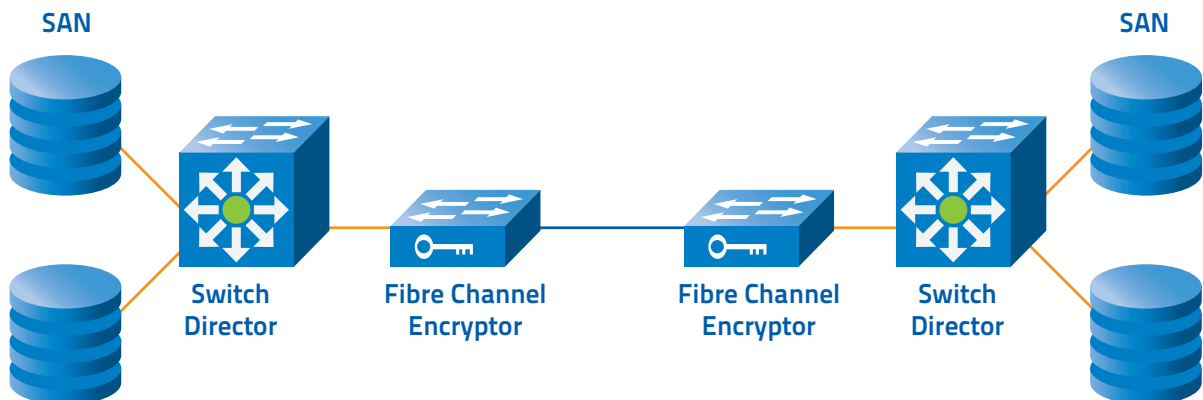 SAN
SAN
Switch
Director
Fibre Channel
Encryptor
Fibre Channel
Encryptor
Switch
Director